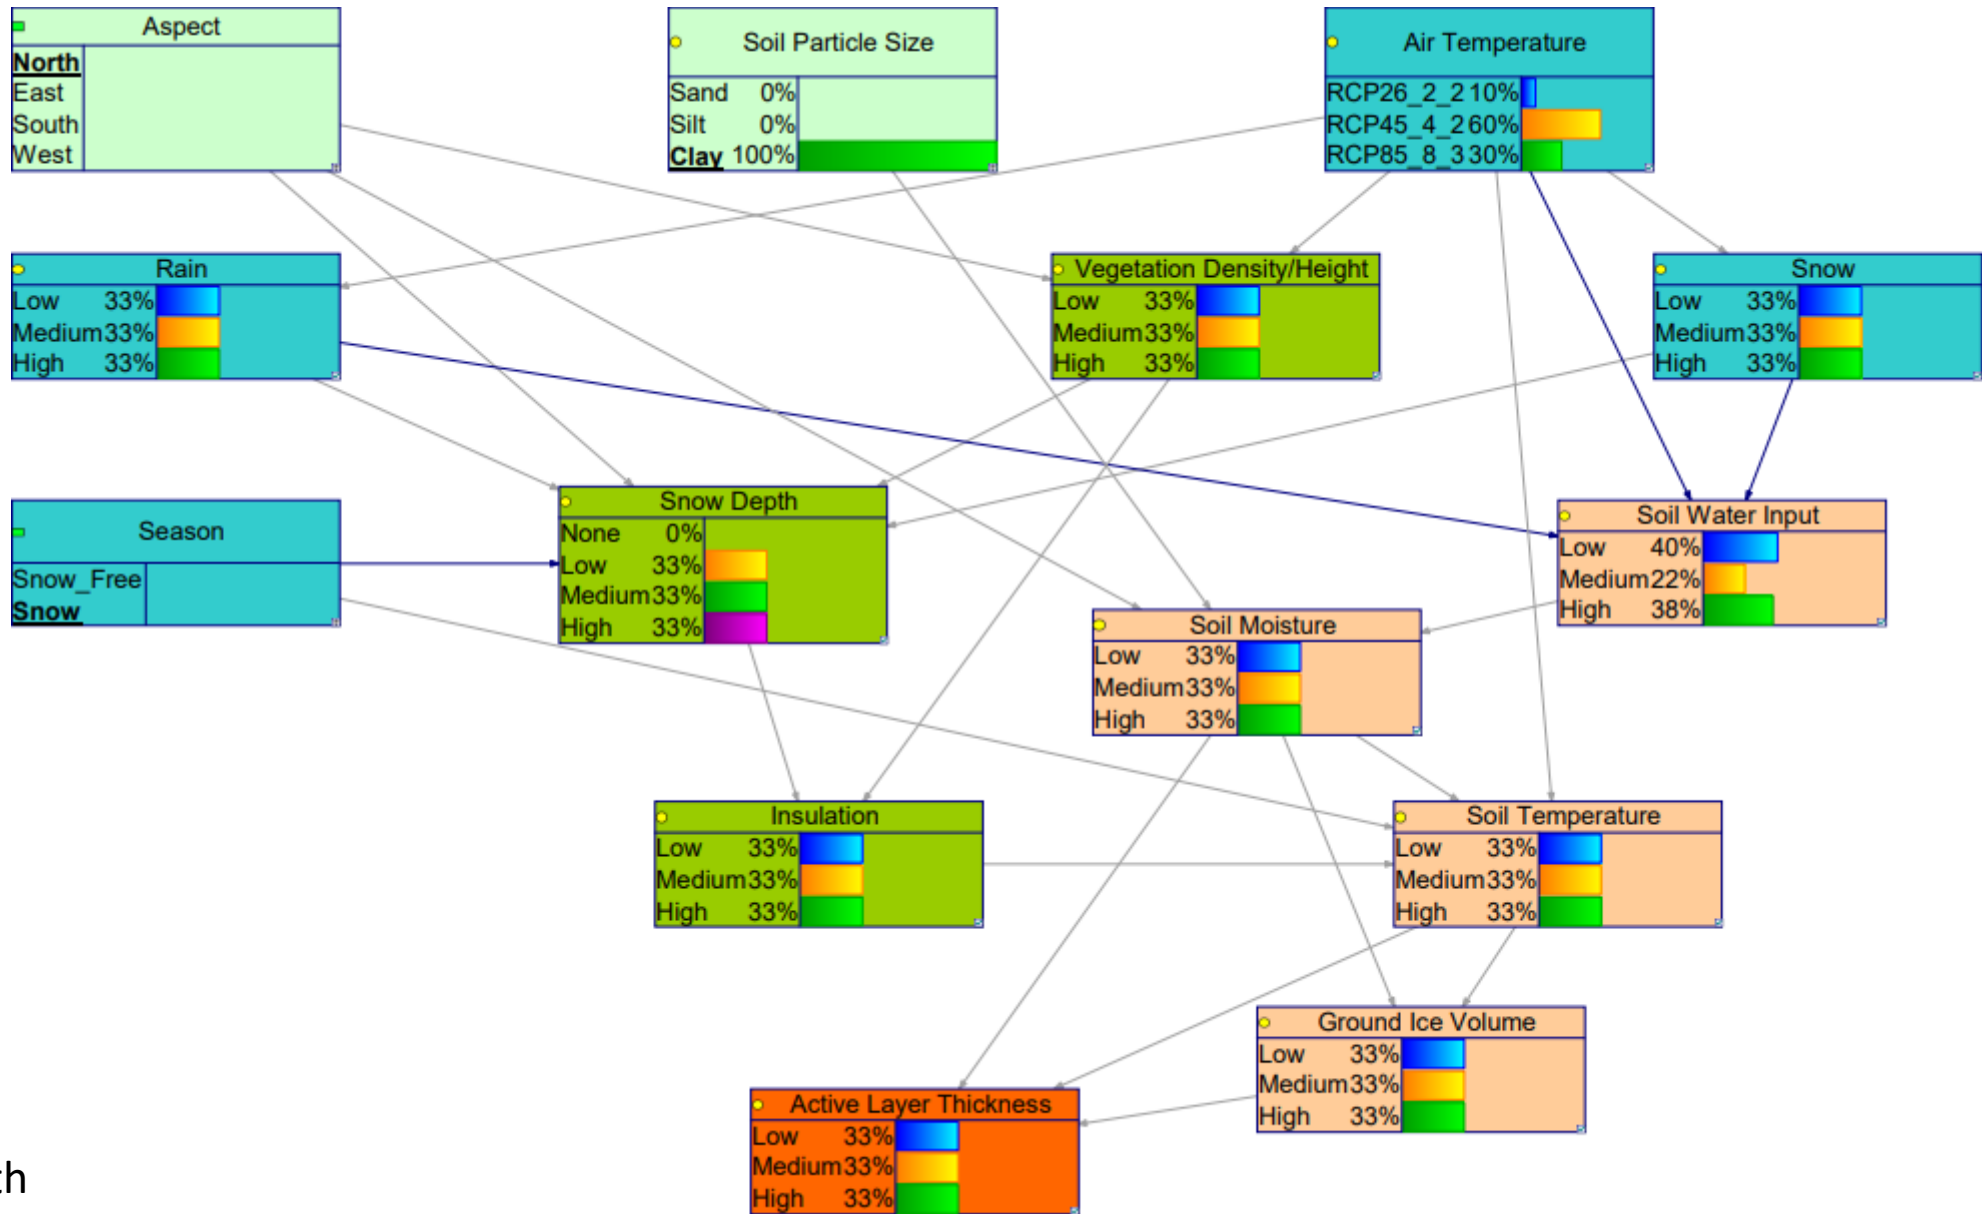 Aspect
North
East
South
West
Soil Particle Size
Sand 0%
Silt 0%
Clay 100%
Air Temperature
RCP26_2_2 10%
RCP45_4_2 60%
RCP85_8_3 30%
Rain
Low 33%
Medium 33%
High 33%
Vegetation Density/Height
Low 33%
Medium 33%
High 33%
Snow
Low 33%
Medium 33%
High 33%
Season
Snow_Free
Snow
Snow Depth
None 0%
Low 33%
Medium 33%
High 33%
Soil Water Input
Low 40%
Medium 22%
High 38%
Soil Moisture
Low 33%
Medium 33%
High 33%
Insulation
Low 33%
Medium 33%
High 33%
Soil Temperature
Low 33%
Medium 33%
High 33%
Ground Ice Volume
Low 33%
Medium 33%
High 33%
Active Layer Thickness
Low 33%
Medium 33%
High 33%